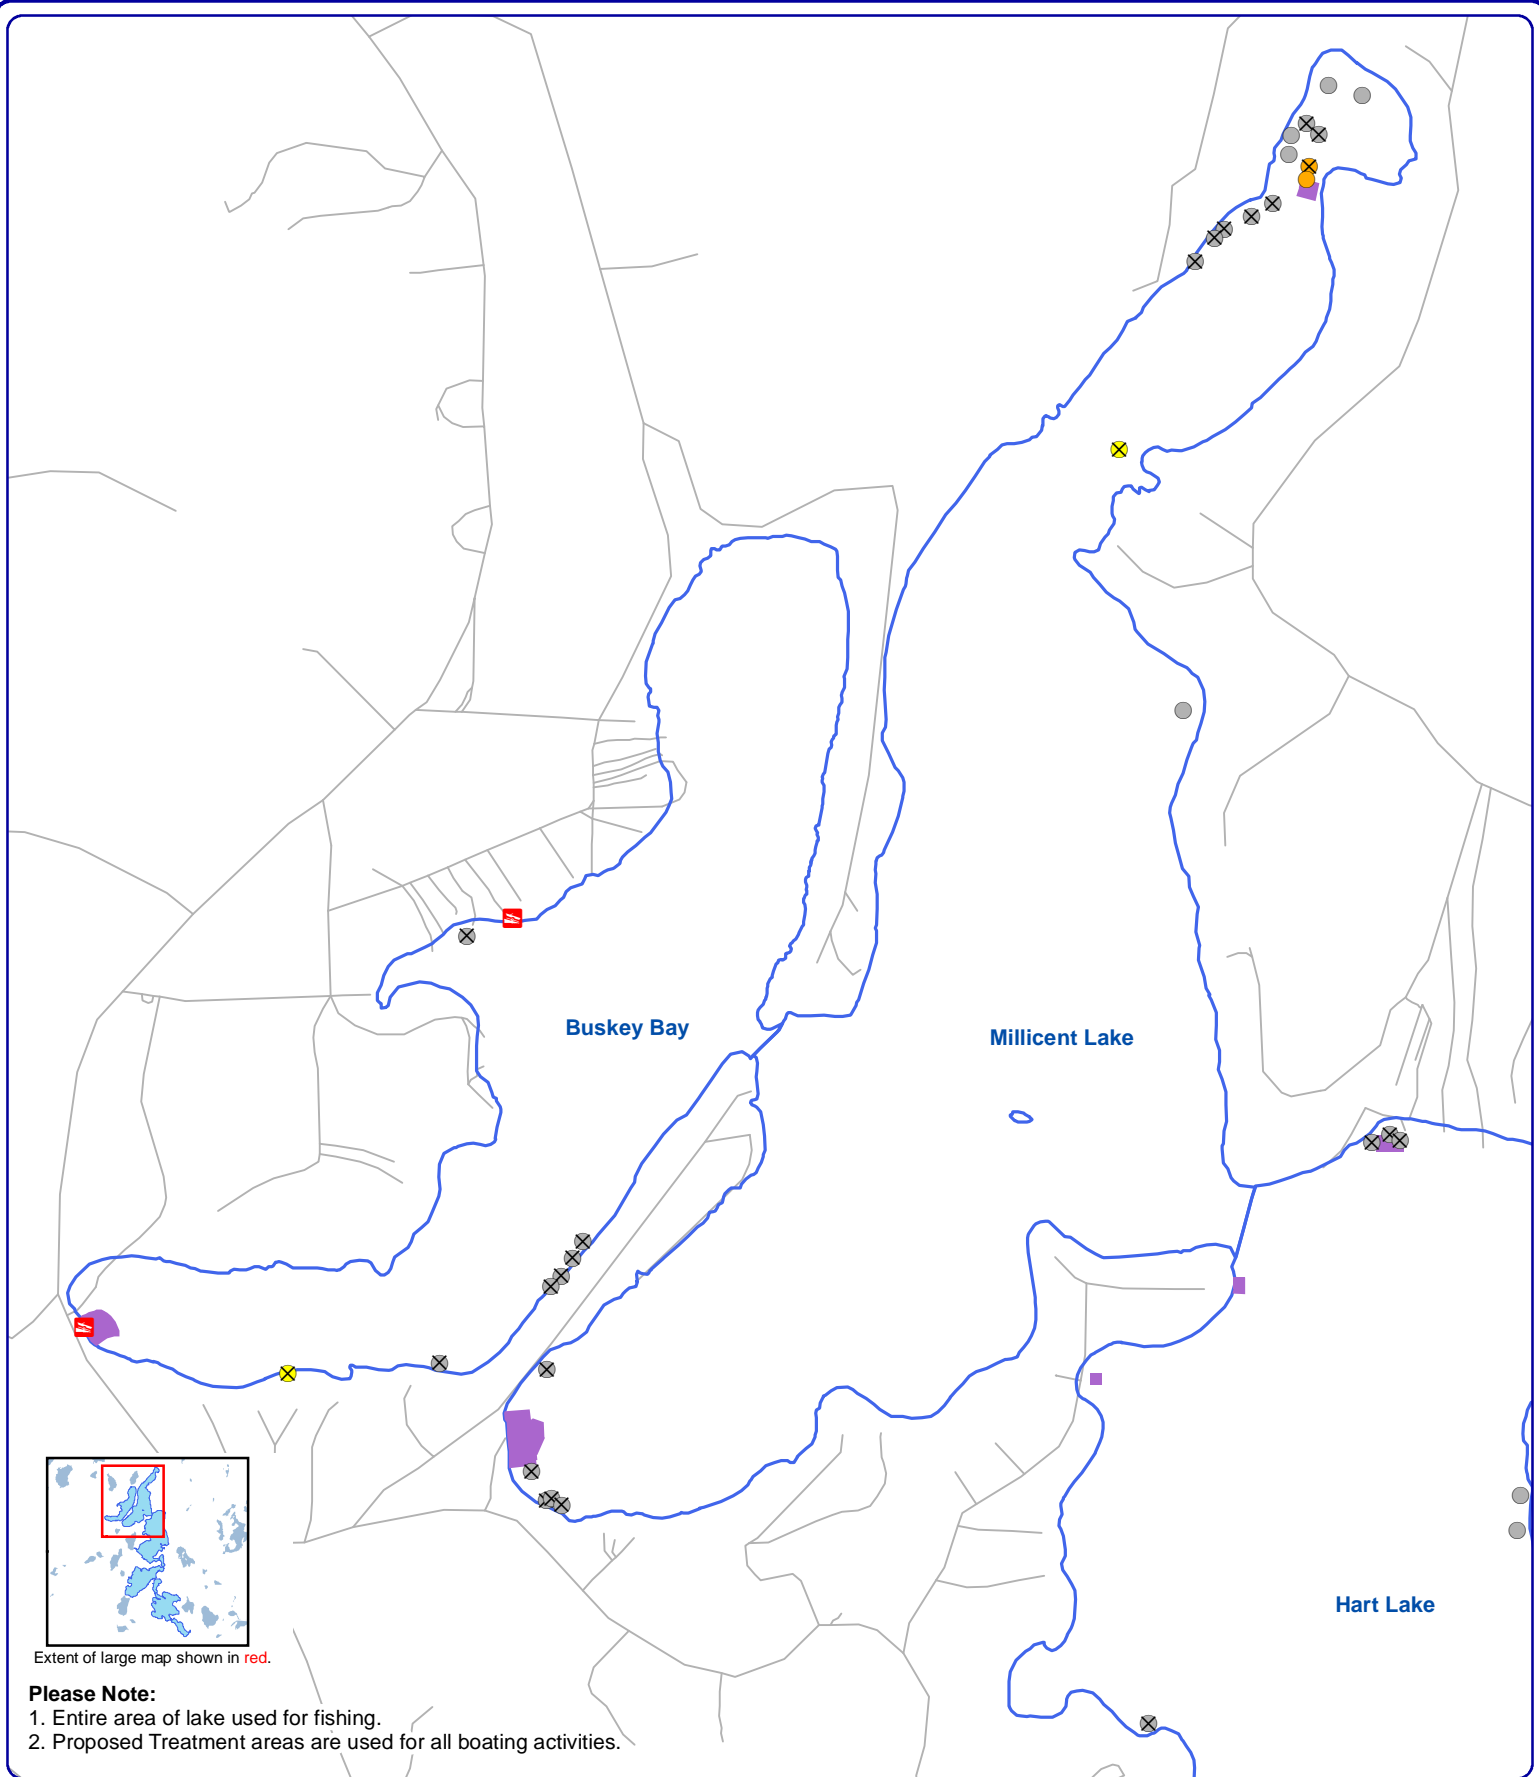 Buskey Bay
Millicent Lake
Hart Lake
Extent of large map shown in red.
Please Note:
1. Entire area of lake used for fishing.
2. Proposed Treatment areas are used for all boating activities.